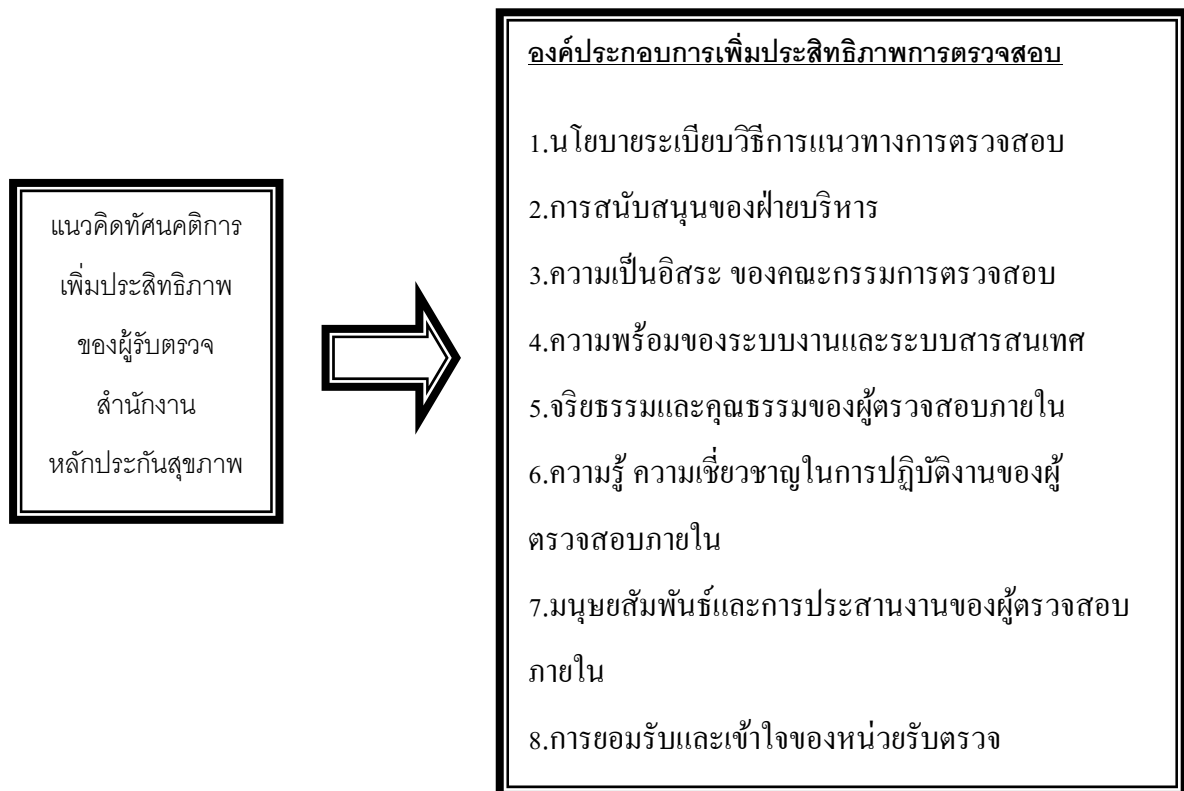 แนวคิดทัศนคติการ
เพิ่มประสิทธิภาพ
ของผู้รับตรวจ
สำนักงาน
หลักประกันสุขภาพ
องค์ประกอบการเพิ่มประสิทธิภาพการตรวจสอบ
1.นโยบายระเบียบวิธีการแนวทางการตรวจสอบ
2.การสนับสนุนของฝ่ายบริหาร
3.ความเป็นอิสระ ของคณะกรรมการตรวจสอบ
4.ความพร้อมของระบบงานและระบบสารสนเทศ
5.จริยธรรมและคุณธรรมของผู้ตรวจสอบภายใน
6.ความรู้ ความเชี่ยวชาญในการปฏิบัติงานของผู้
ตรวจสอบภายใน
7.มนุษยสัมพันธ์และการประสานงานของผู้ตรวจสอบ
ภายใน
8.การยอมรับและเข้าใจของหน่วยรับตรวจ